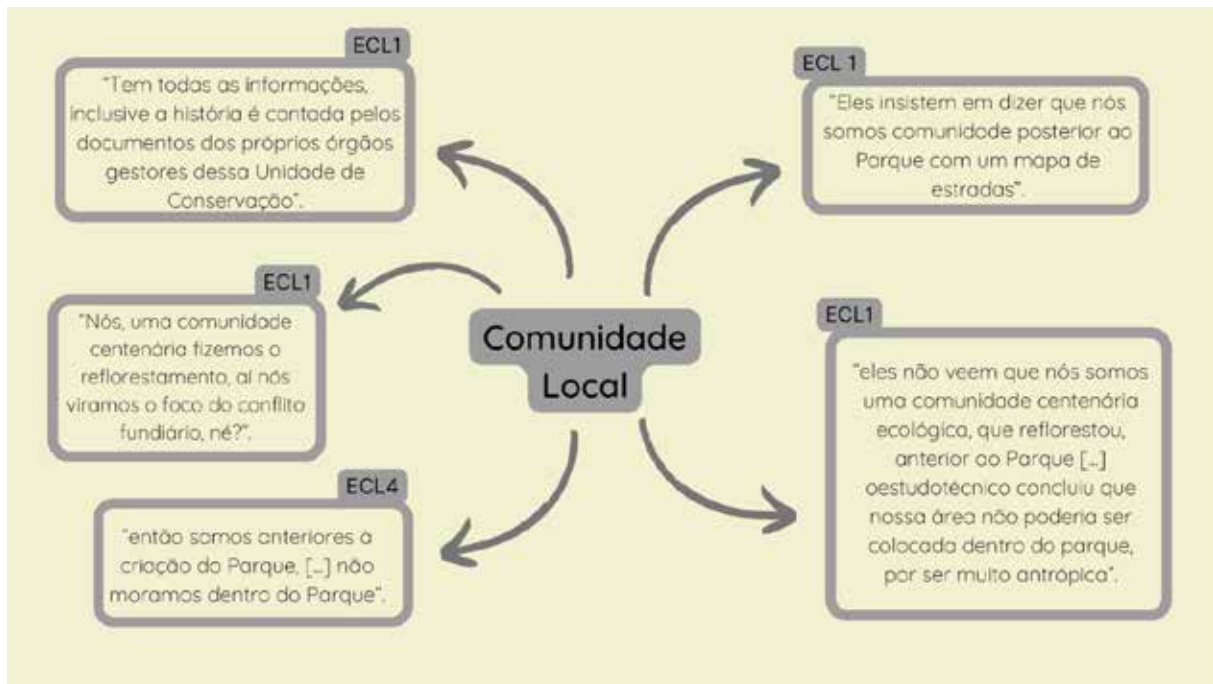 ECL1
"Tem todas as informações,
inclusive a história é contada pelos
documentos dos próprios órgãos
gestores dessa Unidade de
Conservação".
ECL 1
"Eles insistem em dizer que nós
somos comunidade posterior ao
Parque com um mapa de
estradas".
ECL1
"Nós, uma comunidade
centenária fizemos o
reflorestamento, aí nós
viramos o foco do conflito
fundiário, né?".
Comunidade
Local
ECL1
"eles não veem que nós somos
uma comunidade centenária
ecológica, que reflorestou,
anterior ao Parque [...]
oestudotécnico concluiu que
nossa área não poderia ser
colocada dentro do parque,
por ser muito antrópica".
ECL4
"então somos anteriores à
criação do Parque, [...] não
moramos dentro do Parque".